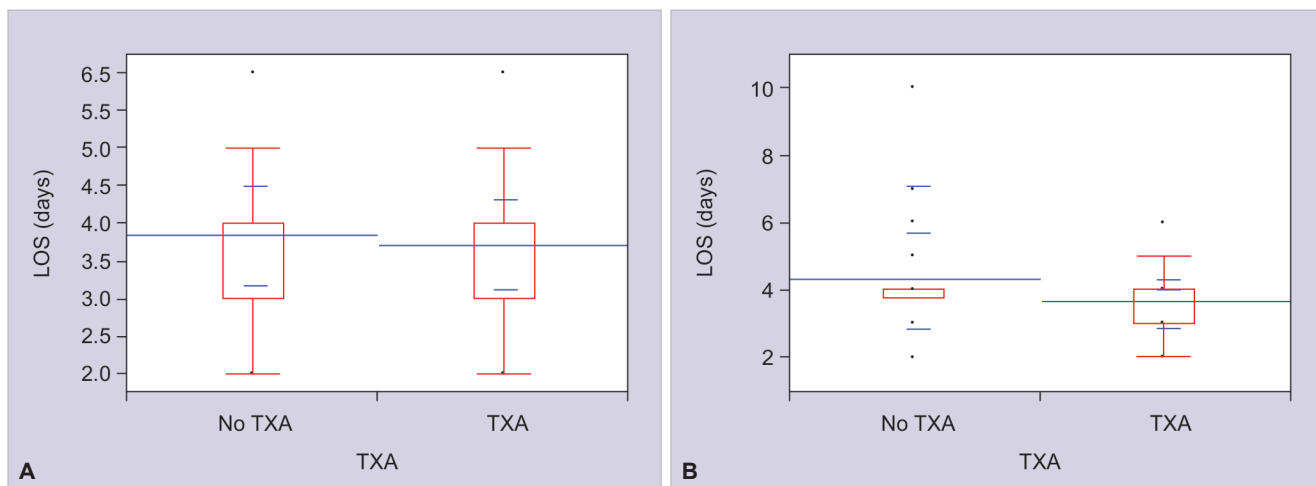 6.5
5.5
5.0
4.5
4.0
3.5
3.0
2.5
2.0
LOS (days)
No TXA
TXA
TXA
A
10
8
6
4
2
LOS (days)
No TXA
TXA
TXA
B